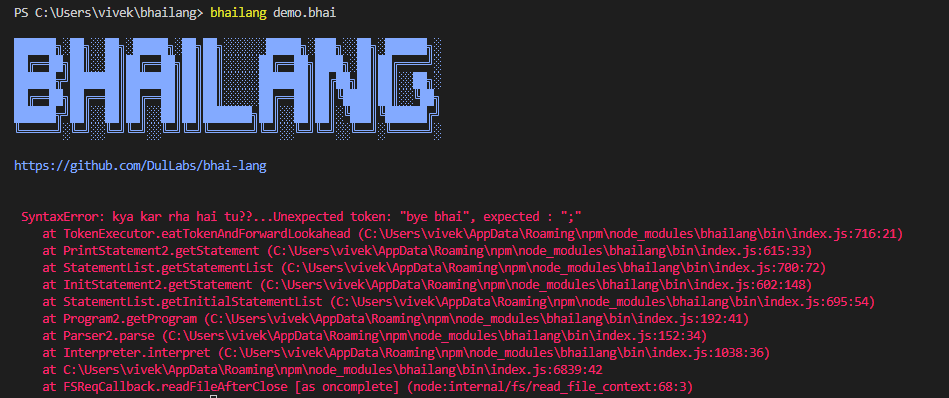 PS C:\Users\vivek\bhailang> bhailang demo.bhai
BHAI LANG
https://github.com/DulLabs/bhai-lang
SyntaxError: kya kar rha hai tu??...Unexpected token: "bye bhai", expected : ";"
at TokenExecutor.eatTokenAndForwardLookahead (C:\Users\vivek\AppData\Roaming\npm\node_modules\bhailang\bin\index.js:716:21)
at PrintStatement2.getStatement (C:\Users\vivek\AppData\Roaming\npm\node_modules\bhailang\bin\index.js:615:33)
at StatementList.getStatementList (C:\Users\vivek\AppData\Roaming\npm\node_modules\bhailang\bin\index.js:700:72)
at InitStatement2.getStatement (C:\Users\vivek\AppData\Roaming\npm\node_modules\bhailang\bin\index.js:602:148)
at StatementList.getInitialStatementList (C:\Users\vivek\AppData\Roaming\npm\node_modules\bhailang\bin\index.js:695:54)
at Program2.getProgram (C:\Users\vivek\AppData\Roaming\npm\node_modules\bhailang\bin\index.js:192:41)
at Parser2.parse (C:\Users\vivek\AppData\Roaming\npm\node_modules\bhailang\bin\index.js:152:34)
at Interpreter.interpret (C:\Users\vivek\AppData\Roaming\npm\node_modules\bhailang\bin\index.js:1038:36)
at C:\Users\vivek\AppData\Roaming\npm\node_modules\bhailang\bin\index.js:6839:42
at FSReqCallback.readFileAfterClose [as oncomplete] (node:internal/fs/read_file_context:68:3)